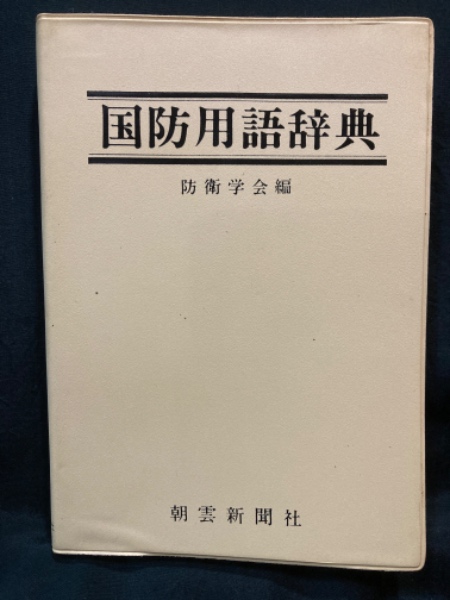 国防用語辞典
防衛学会編
朝雲新聞社